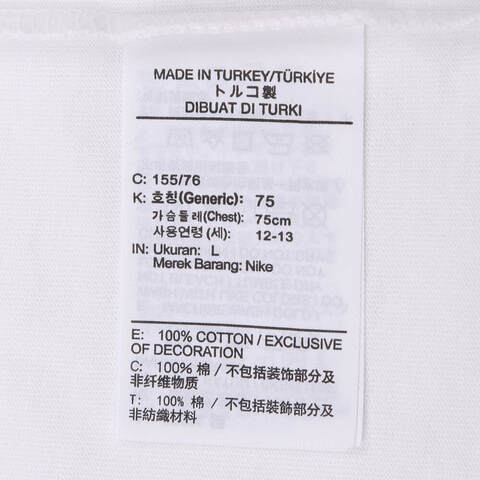 MADE IN TURKEY/TÜRKİYE
トルコ製
DIBUAT DI TURKI
C: 155/76
K: 호칭(Generic): 75
가슴둘레(Chest): 75cm
사용연령 (세): 12-13
IN: Ukuran: L
Merek Barang: Nike
E: 100% COTTON / EXCLUSIVE
OF DECORATION
C: 100% 棉 / 不包括装饰部分及
非纤维物质
T: 100% 棉 / 不包括裝飾部分及
非紡織材料